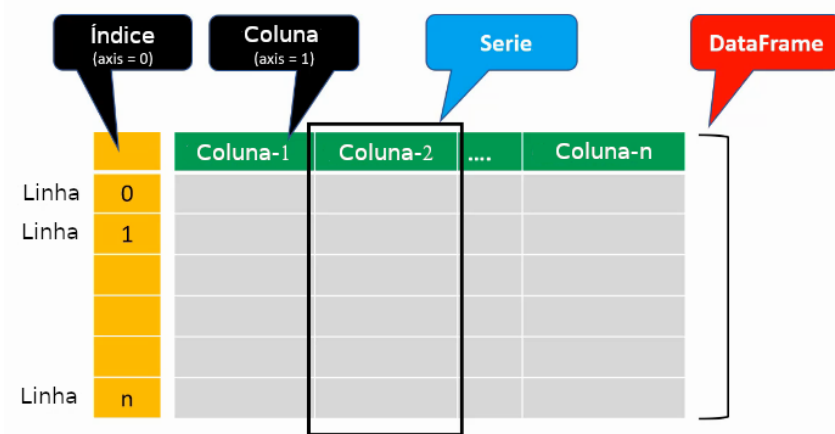 Índice
(axis = 0)
Coluna
(axis = 1)
Serie
DataFrame
Coluna-1 Coluna-2 .... Coluna-n
Linha 0
Linha 1
Linha n